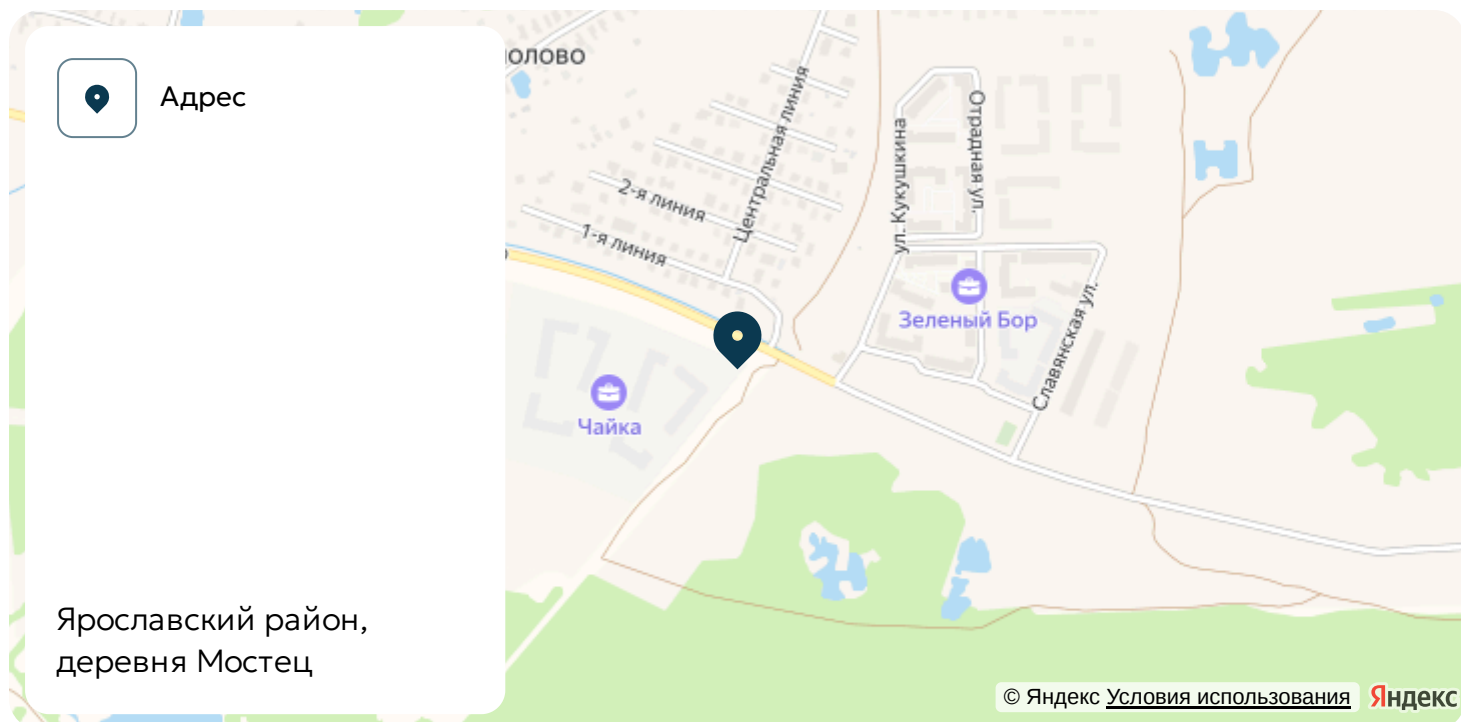 Адрес
Ярославский район,
деревня Мостец
Центральная линия
2-я линия
1-я линия
ул. Кукушкина
Отрадная ул.
Зеленый Бор
Славянская ул.
Чайка
© Яндекс Условия использования
Яндекс